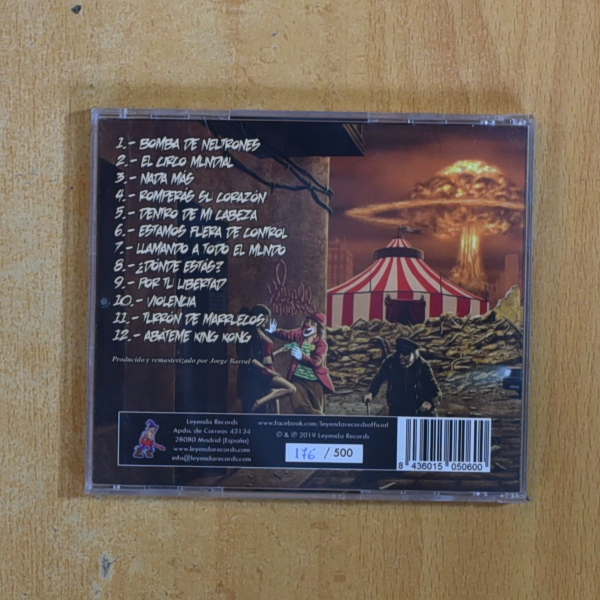 1.- BOMBA DE NEUTRONES
2.- EL CIRCO MUNDIAL
3.- NADA MÁS
4.- ROMPERÁS SU CORAZÓN
5.- DENTRO DE MI CABEZA
6.- ESTAMOS FUERA DE CONTROL
7.- LLAMANDO A TODO EL MUNDO
8.- ¿DÓNDE ESTÁS?
9.- POR TU LIBERTAD
10.- VIOLENCIA
11.- TURRÓN DE MARRUECOS
12.- ABÁTEME KING KONG
Producido y remasterizado por Jorge Barral
Leyenda Records
Apdo. de Correos 43134
28080 Madrid (España)
www.leyendarecords.com
info@leyendarecords.com
www.facebook.com/leyendarecordsofficial
© & ℗ 2019 Leyenda Records
176 / 500
8 436015 050600